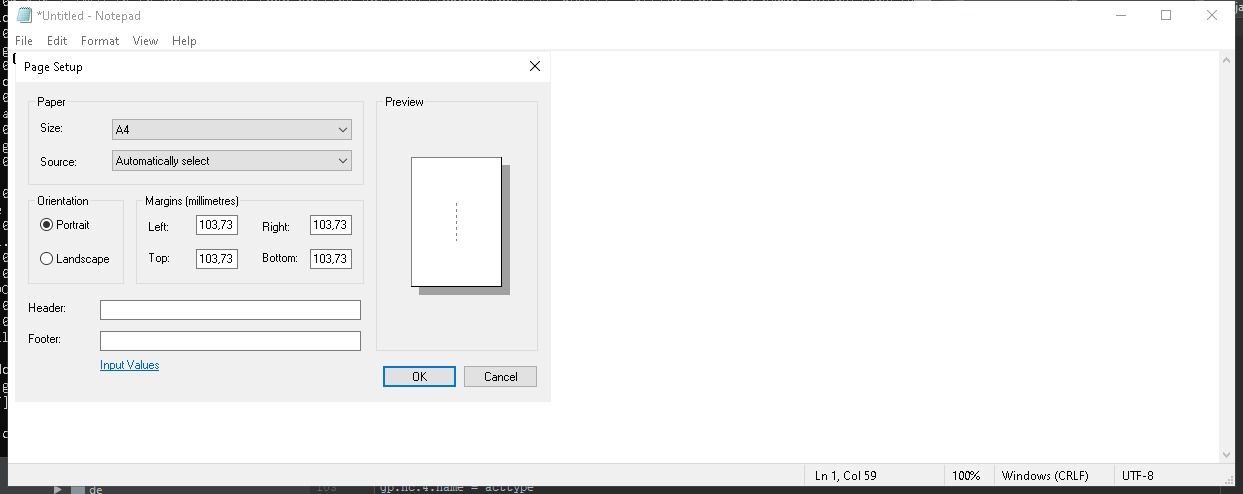 *Untitled - Notepad
File Edit Format View Help
Page Setup
Paper
Size: A4
Source: Automatically select
Preview
Orientation
Portrait
Landscape
Margins (millimetres)
Left: 103,73 Right: 103,73
Top: 103,73 Bottom: 103,73
Header:
Footer:
Input Values
OK Cancel
Ln 1, Col 59 100% Windows (CRLF) UTF-8
de
109 gp.nc.4.name = acctype